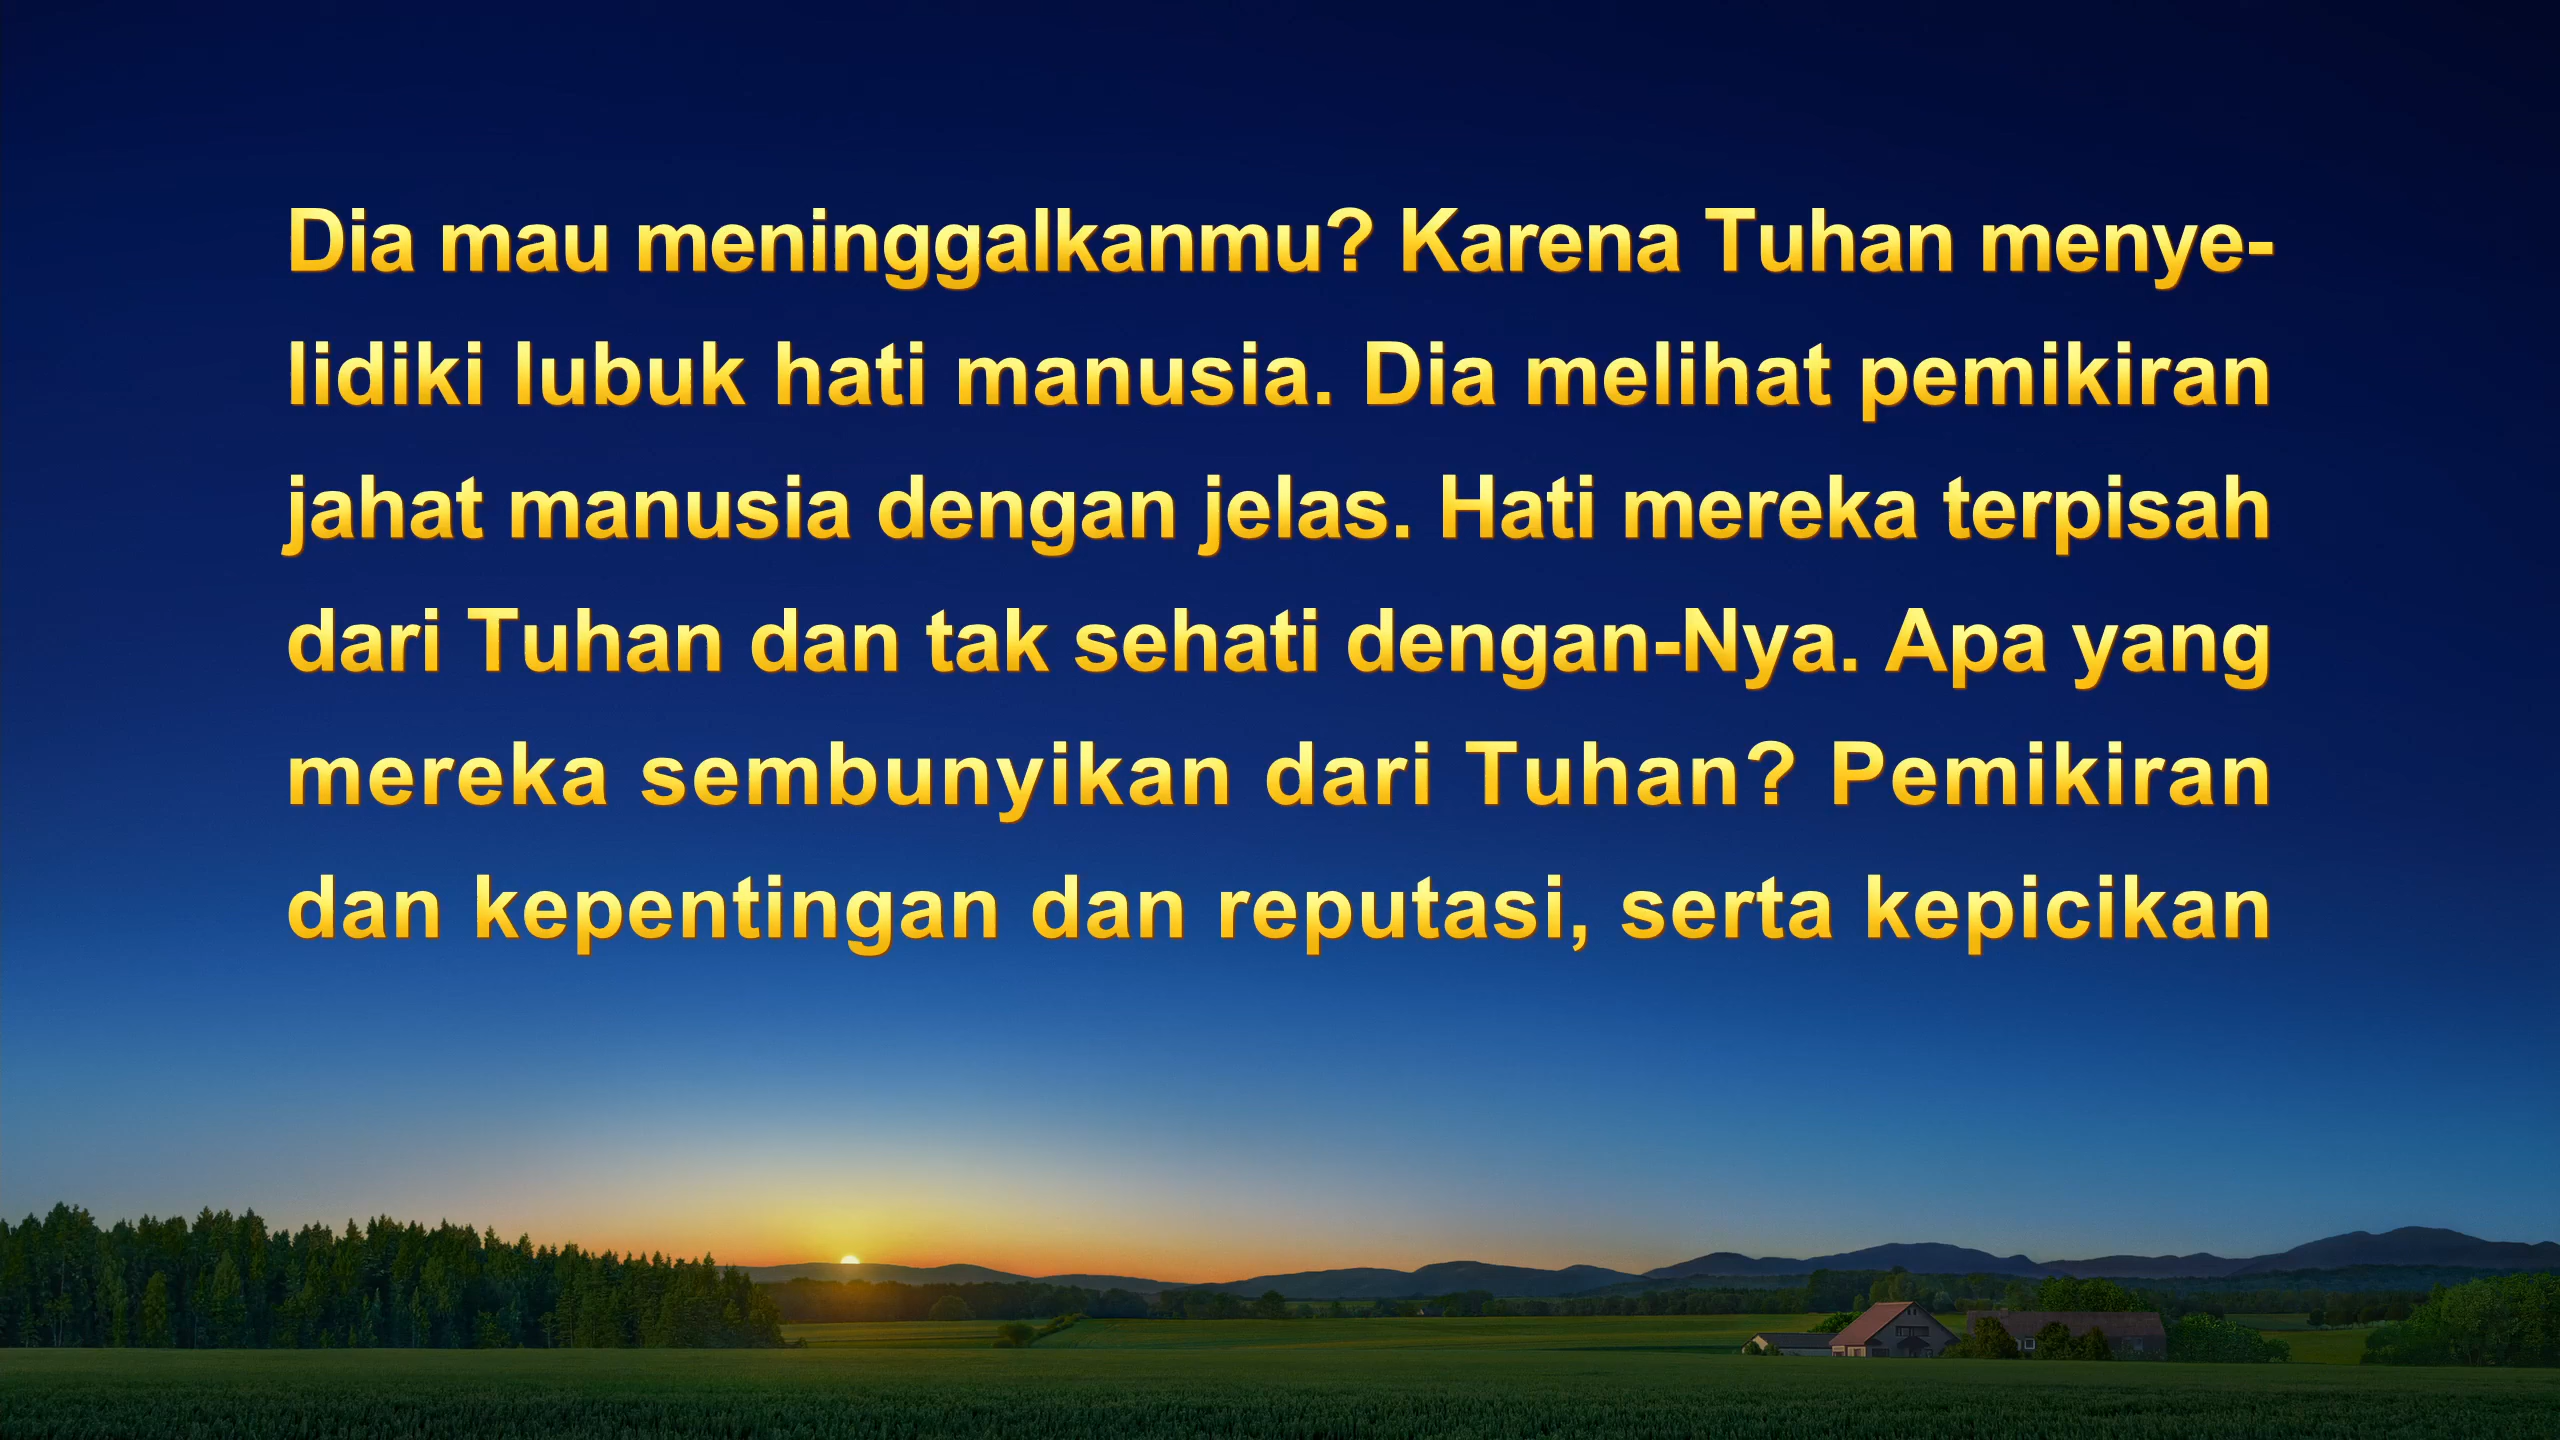 Dia mau meninggalkanmu? Karena Tuhan menye-
lidiki lubuk hati manusia. Dia melihat pemikiran
jahat manusia dengan jelas. Hati mereka terpisah
dari Tuhan dan tak sehati dengan-Nya. Apa yang
mereka sembunyikan dari Tuhan? Pemikiran
dan kepentingan dan reputasi, serta kepicikan